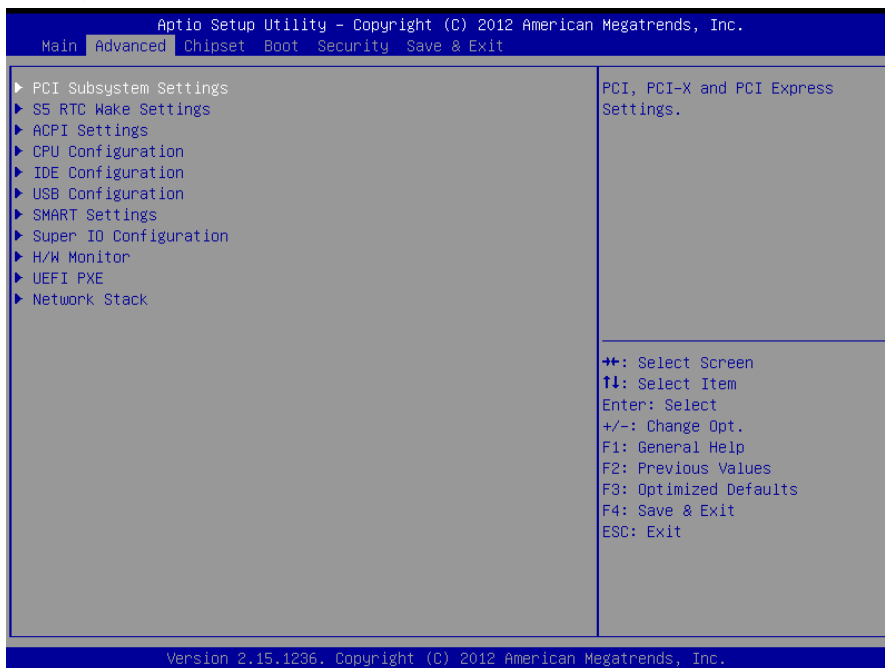 Aptio Setup Utility – Copyright (C) 2012 American Megatrends, Inc.
Main Advanced Chipset Boot Security Save & Exit
PCI Subsystem Settings
S5 RTC Wake Settings
ACPI Settings
CPU Configuration
IDE Configuration
USB Configuration
SMART Settings
Super IO Configuration
H/W Monitor
UEFI PXE
Network Stack
PCI, PCI-X and PCI Express
Settings.
→←: Select Screen
↑↓: Select Item
Enter: Select
+/-: Change Opt.
F1: General Help
F2: Previous Values
F3: Optimized Defaults
F4: Save & Exit
ESC: Exit
Version 2.15.1236. Copyright (C) 2012 American Megatrends, Inc.